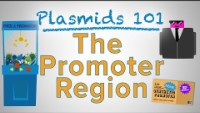 Plasmids 101
The
Promoter
Region